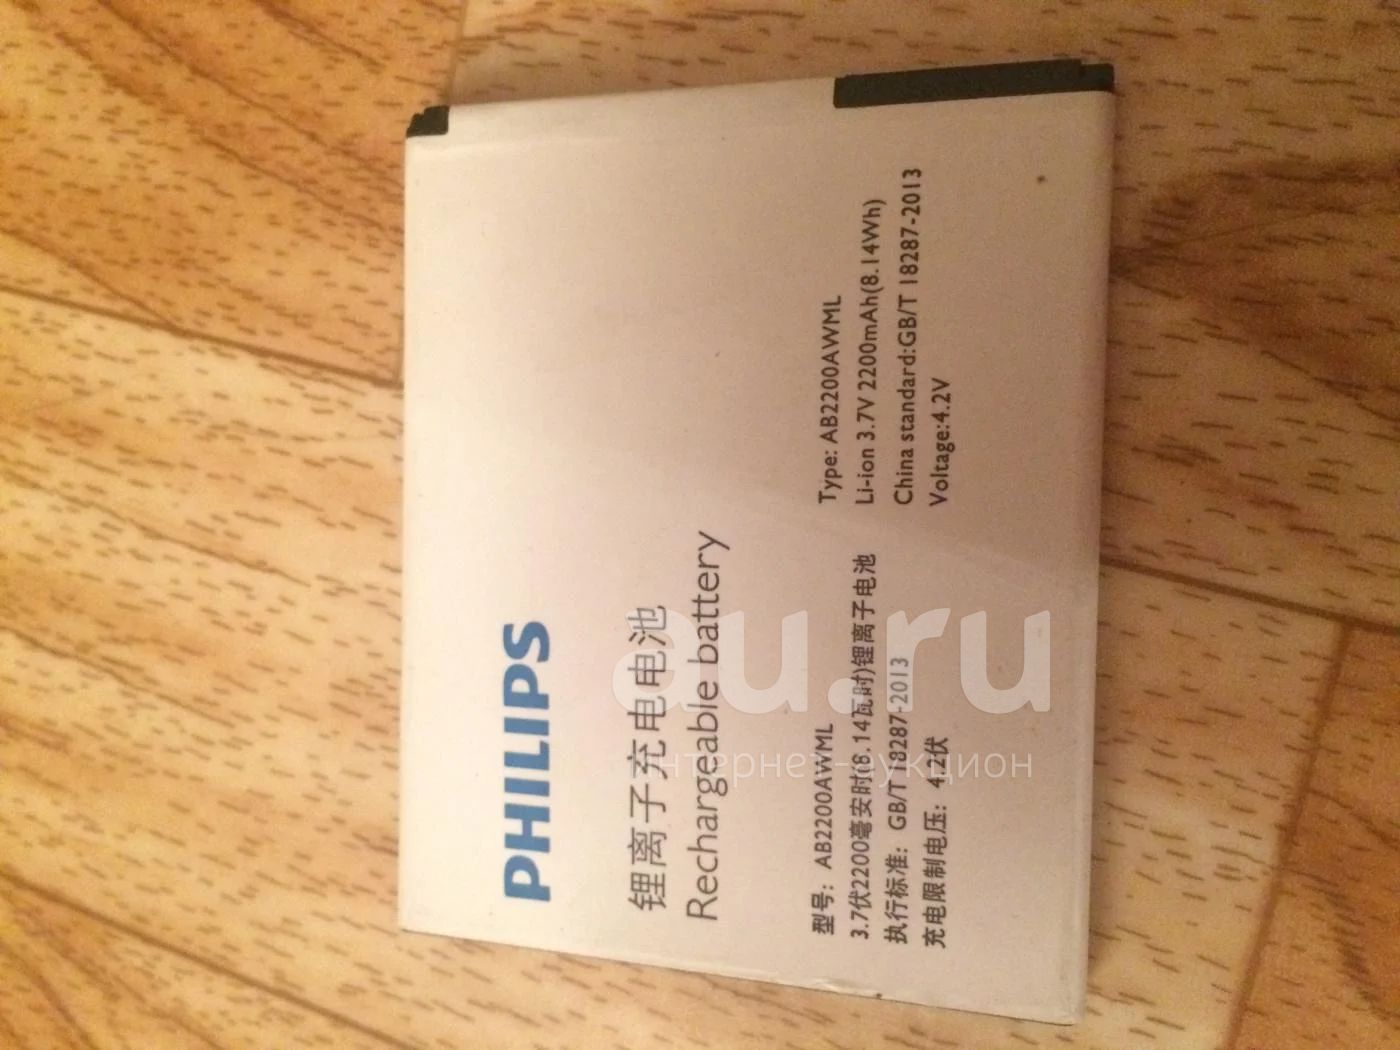 PHILIPS
锂离子充电电池
Rechargeable battery
型号: AB2200AWML
3.7伏2200毫安时(8.14瓦时)锂离子电池
执行标准: GB/T 18287-2013
充电限制电压: 4.2伏
Type: AB2200AWML
Li-ion 3.7V 2200mAh(8.14Wh)
China standard:GB/T 18287-2013
Voltage:4.2V
au.ru
интернет-аукцион